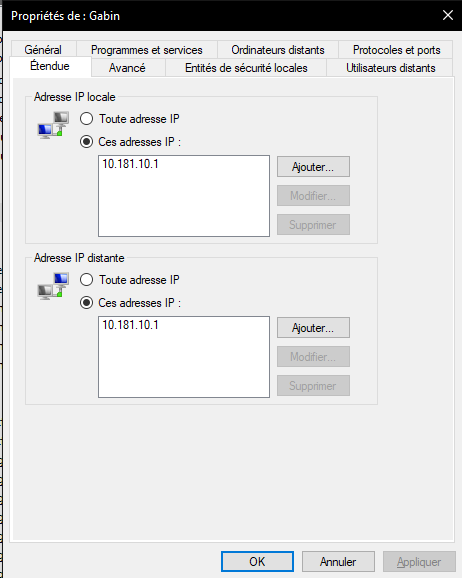 Propriétés de : Gabin
Général Programmes et services Ordinateurs distants Protocoles et ports
Étendue Avancé Entités de sécurité locales Utilisateurs distants
Adresse IP locale
Toute adresse IP
Ces adresses IP :
10.181.10.1
Ajouter...
Modifier...
Supprimer
Adresse IP distante
Toute adresse IP
Ces adresses IP :
10.181.10.1
Ajouter...
Modifier...
Supprimer
OK Annuler Appliquer